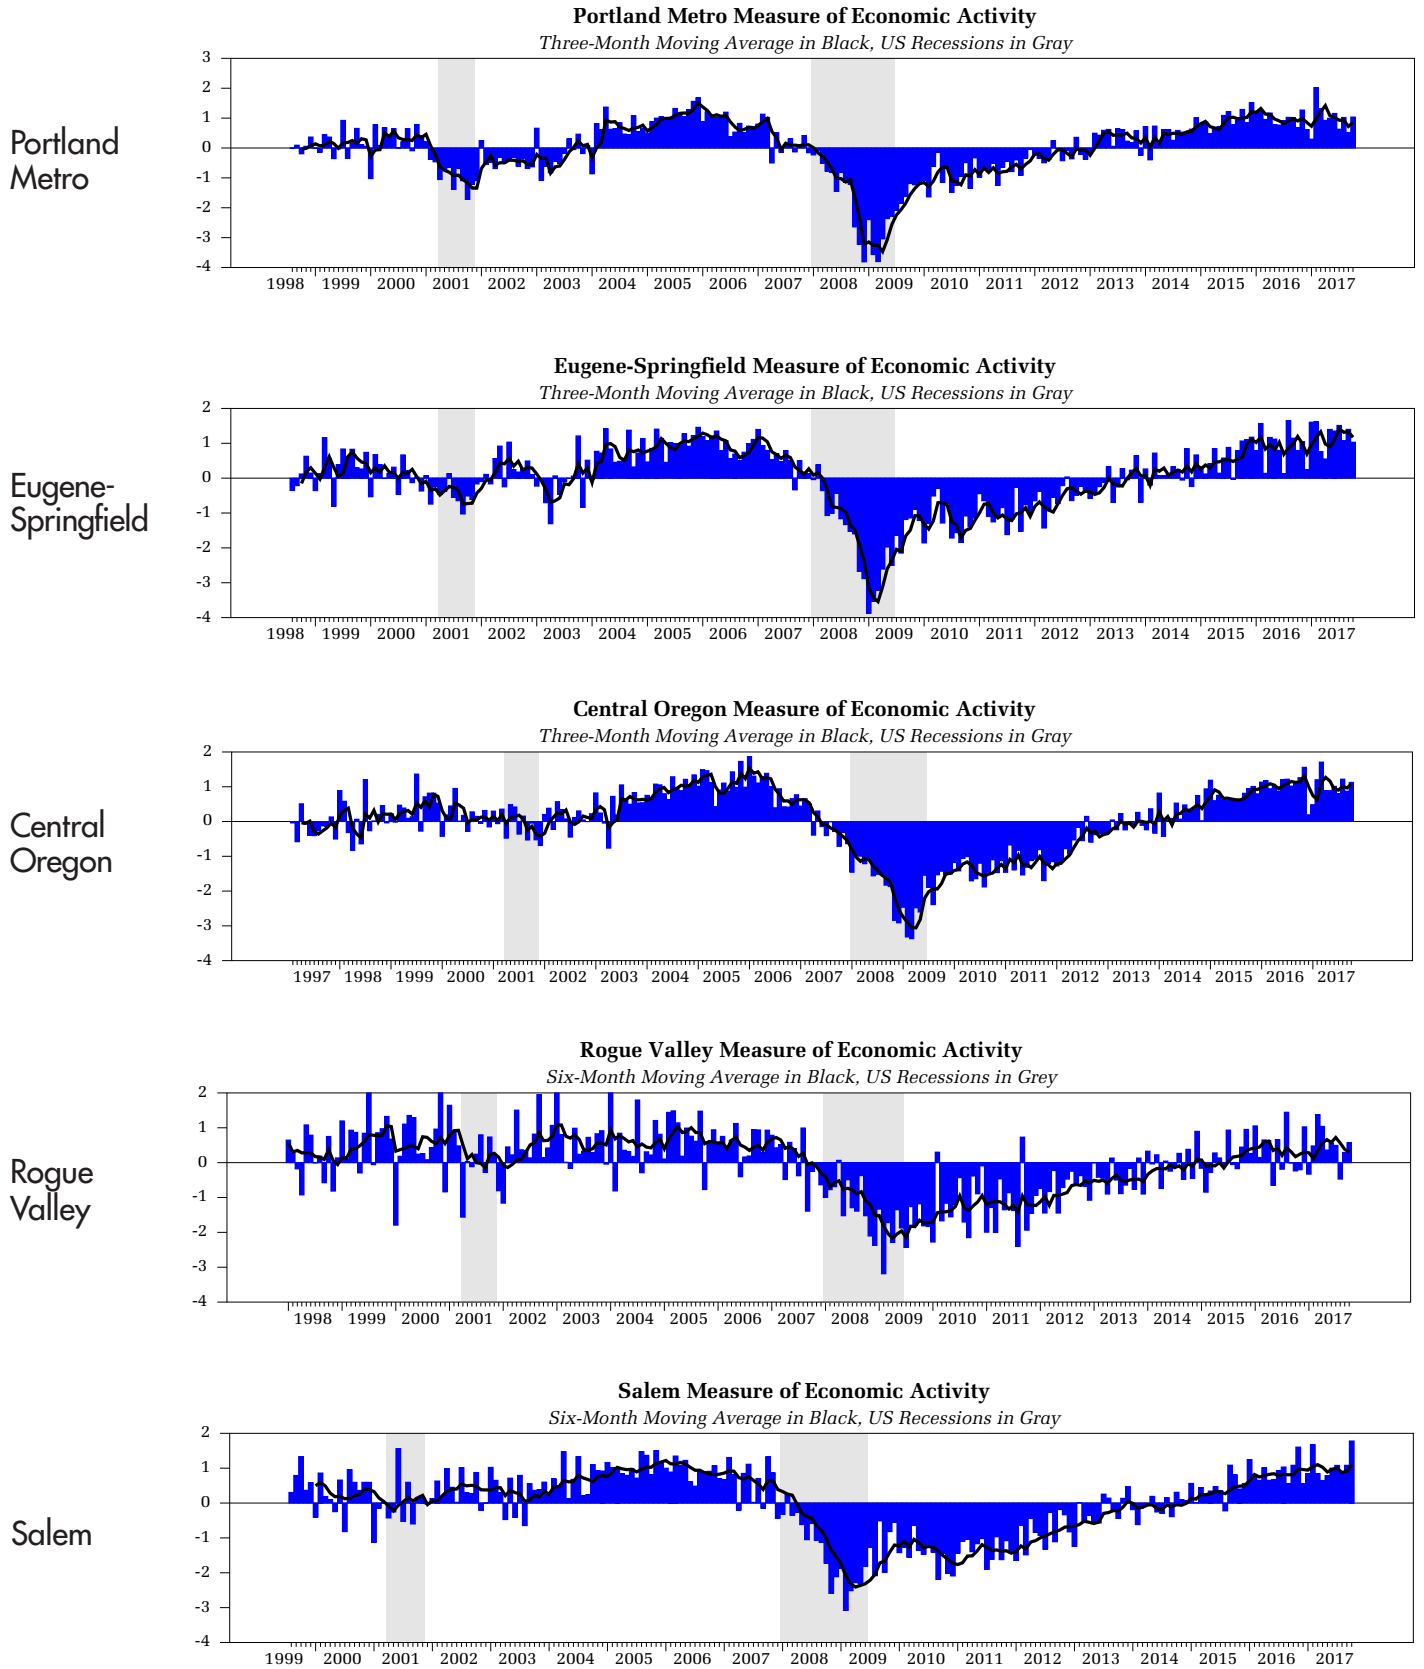 Portland Metro Measure of Economic Activity
Three-Month Moving Average in Black, US Recessions in Gray
Portland
Metro
3
2
1
0
-1
-2
-3
-4
1998 1999 2000 2001 2002 2003 2004 2005 2006 2007 2008 2009 2010 2011 2012 2013 2014 2015 2016 2017
Eugene-Springfield Measure of Economic Activity
Three-Month Moving Average in Black, US Recessions in Gray
Eugene-
Springfield
2
1
0
-1
-2
-3
-4
1998 1999 2000 2001 2002 2003 2004 2005 2006 2007 2008 2009 2010 2011 2012 2013 2014 2015 2016 2017
Central Oregon Measure of Economic Activity
Three-Month Moving Average in Black, US Recessions in Gray
Central
Oregon
2
1
0
-1
-2
-3
-4
1997 1998 1999 2000 2001 2002 2003 2004 2005 2006 2007 2008 2009 2010 2011 2012 2013 2014 2015 2016 2017
Rogue Valley Measure of Economic Activity
Six-Month Moving Average in Black, US Recessions in Grey
Rogue
Valley
2
1
0
-1
-2
-3
-4
1998 1999 2000 2001 2002 2003 2004 2005 2006 2007 2008 2009 2010 2011 2012 2013 2014 2015 2016 2017
Salem Measure of Economic Activity
Six-Month Moving Average in Black, US Recessions in Gray
Salem
2
1
0
-1
-2
-3
-4
1999 2000 2001 2002 2003 2004 2005 2006 2007 2008 2009 2010 2011 2012 2013 2014 2015 2016 2017